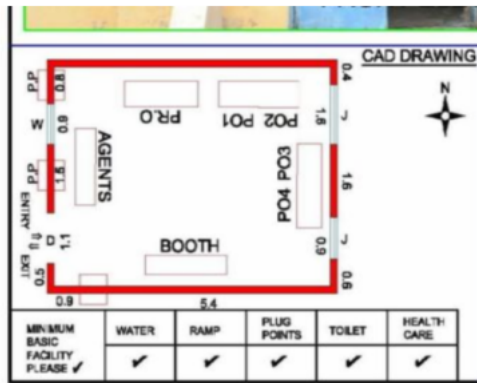 CAD DRAWING
N
P.P
0.8
0.4
PR.O
PO1 PO2
W
0.9
1.6
AGENTS
P.P
1.5
PO4 PO3
1.6
ENTRY
D
1.1
EXIT
BOOTH
0.9
0.5
0.6
0.9
5.4
MINIMUM BASIC FACILITY PLEASE ✓
WATER
RAMP
PLUG POINTS
TOILET
HEALTH CARE
✓ ✓ ✓ ✓ ✓